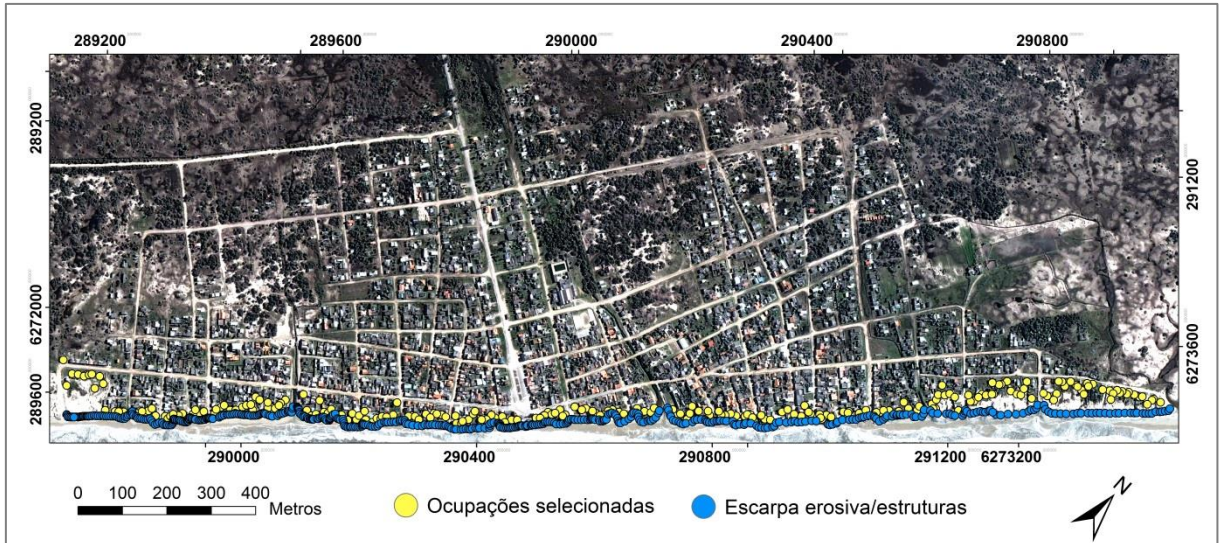 289200 289600 290000 290400 290800
289200
291200
6272000
6273600
289600
290000 290400 290800 291200 6273200
0 100 200 300 400
Metros
Ocupações selecionadas
Escarpa erosiva/estruturas
N